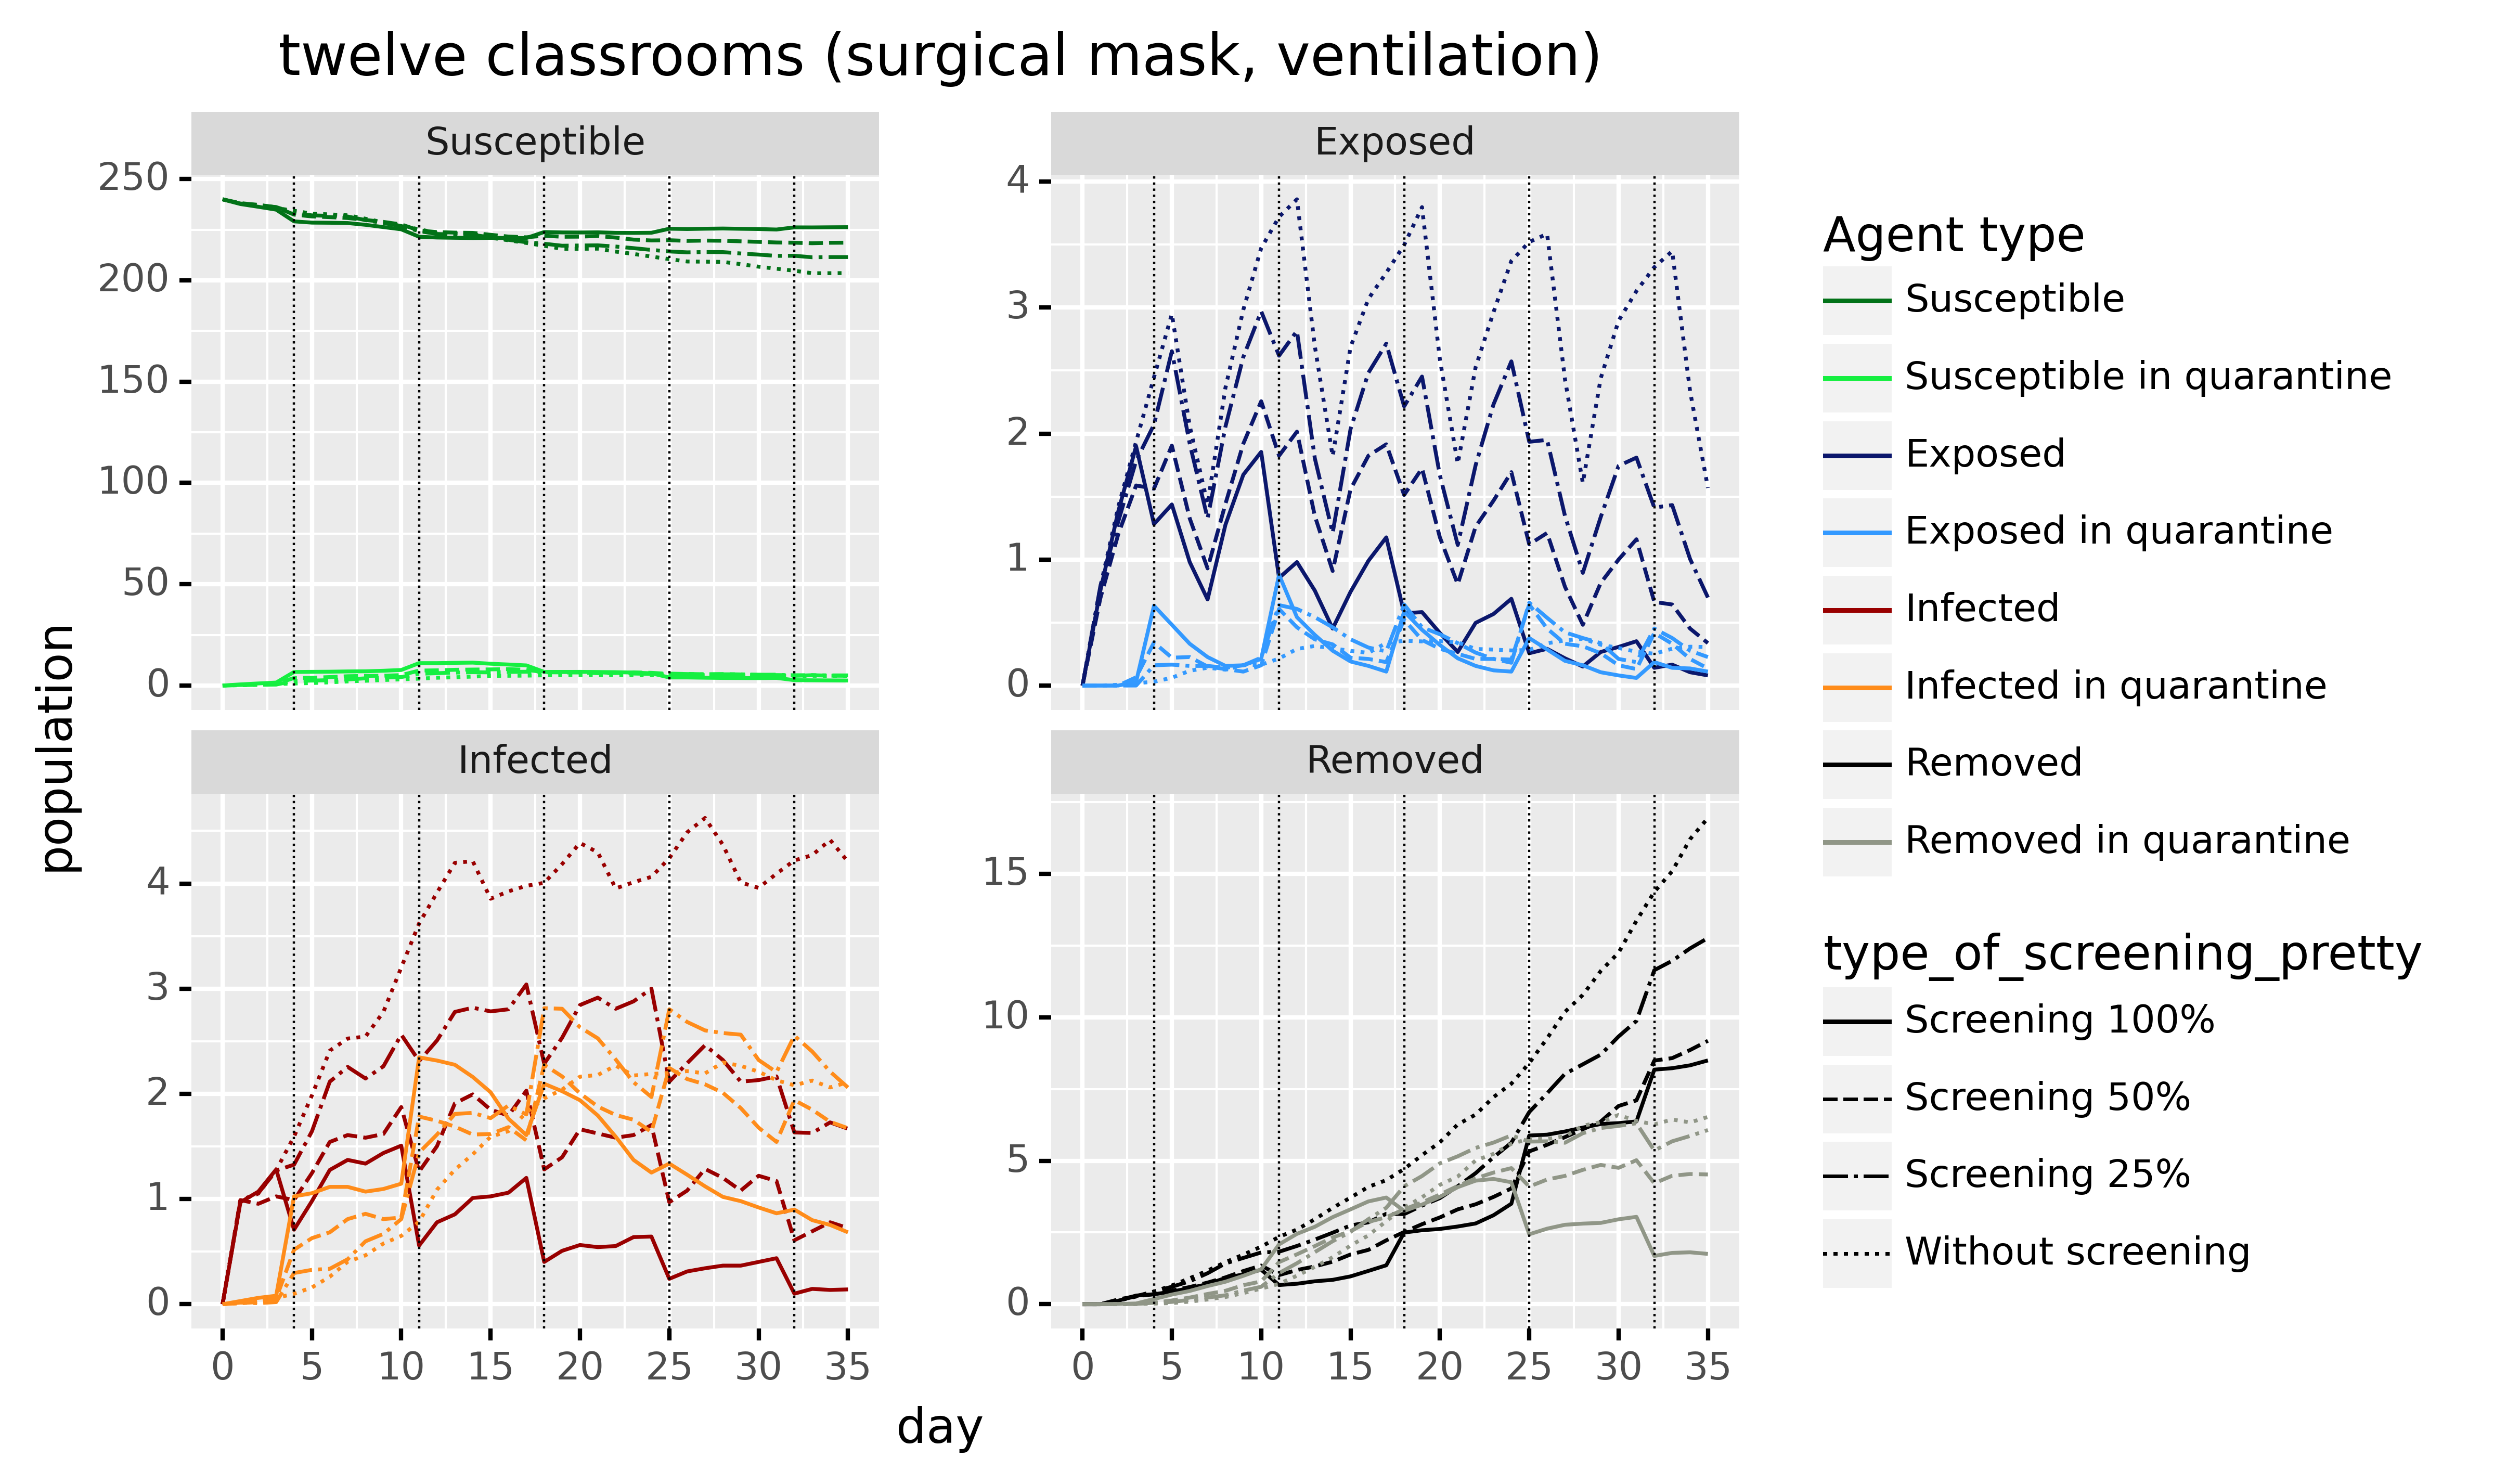 twelve classrooms (surgical mask, ventilation)
Susceptible
250
200
150
100
50
0
Exposed
4
3
2
1
0
Infected
4
3
2
1
0
0 5 10 15 20 25 30 35
Removed
15
10
5
0
0 5 10 15 20 25 30 35
population
day
Agent type
Susceptible
Susceptible in quarantine
Exposed
Exposed in quarantine
Infected
Infected in quarantine
Removed
Removed in quarantine
type_of_screening_pretty
Screening 100%
Screening 50%
Screening 25%
Without screening